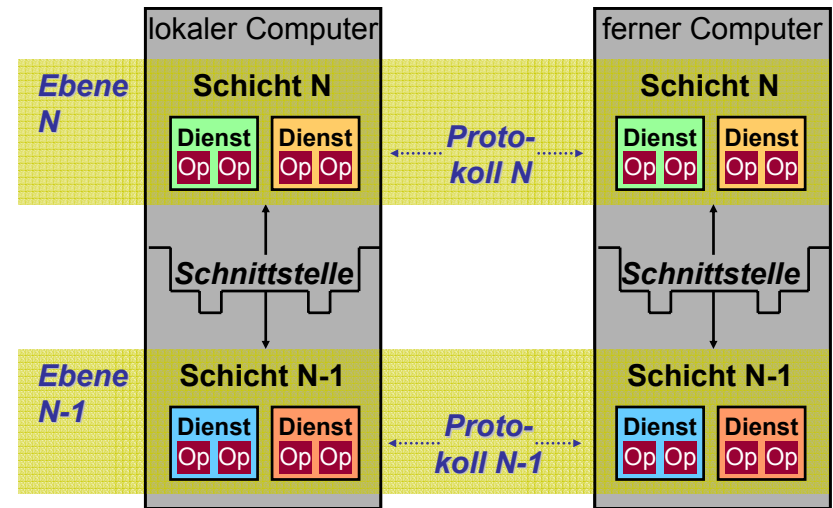 lokaler Computer
ferner Computer
Ebene
N
Schicht N
Dienst
Op Op
Dienst
Op Op
Proto-
koll N
Schicht N
Dienst
Op Op
Dienst
Op Op
Schnittstelle
Schnittstelle
Ebene
N-1
Schicht N-1
Dienst
Op Op
Dienst
Op Op
Proto-
koll N-1
Schicht N-1
Dienst
Op Op
Dienst
Op Op